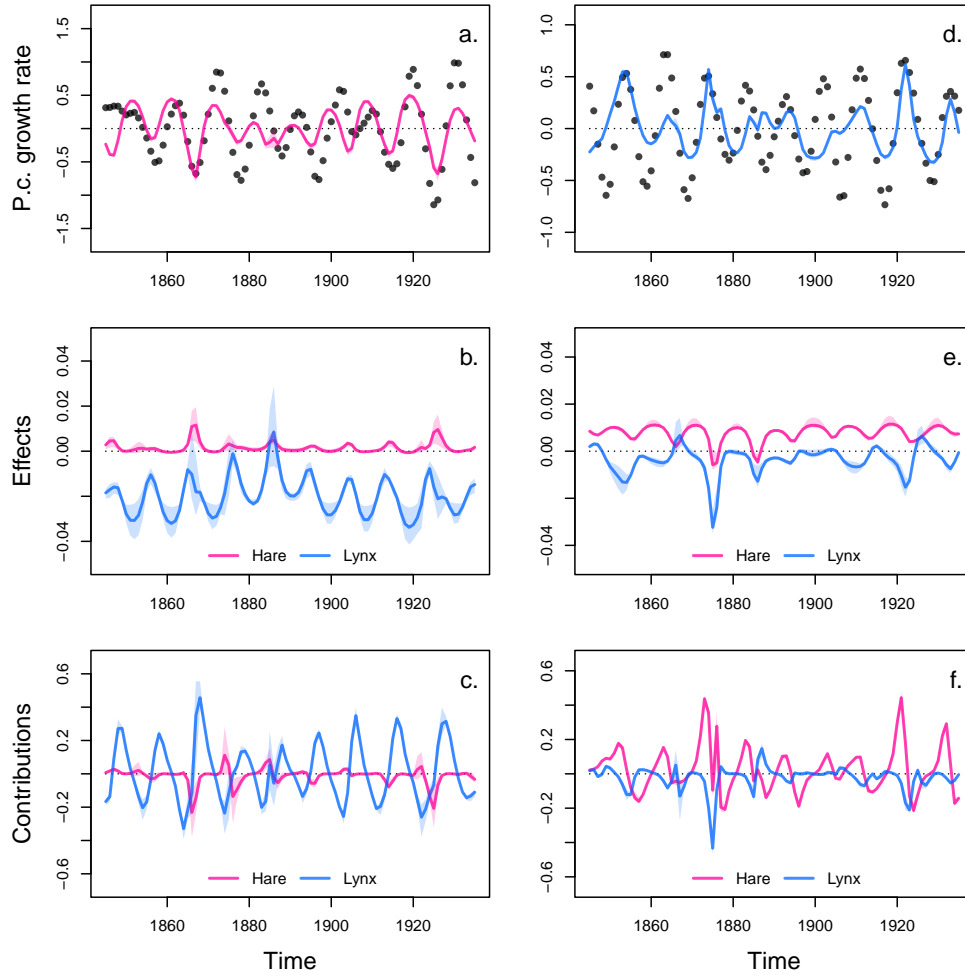 a.
P.c. growth rate
1.5
0.5
−0.5
−1.5
1860 1880 1900 1920
d.
1.0
0.5
0.0
−0.5
−1.0
1860 1880 1900 1920
b.
Effects
0.04
0.02
0.00
−0.04
Hare Lynx
1860 1880 1900 1920
e.
0.04
0.02
0.00
−0.04
Hare Lynx
1860 1880 1900 1920
c.
Contributions
0.6
0.2
−0.2
−0.6
Hare Lynx
1860 1880 1900 1920
Time
f.
0.6
0.2
−0.2
−0.6
Hare Lynx
1860 1880 1900 1920
Time